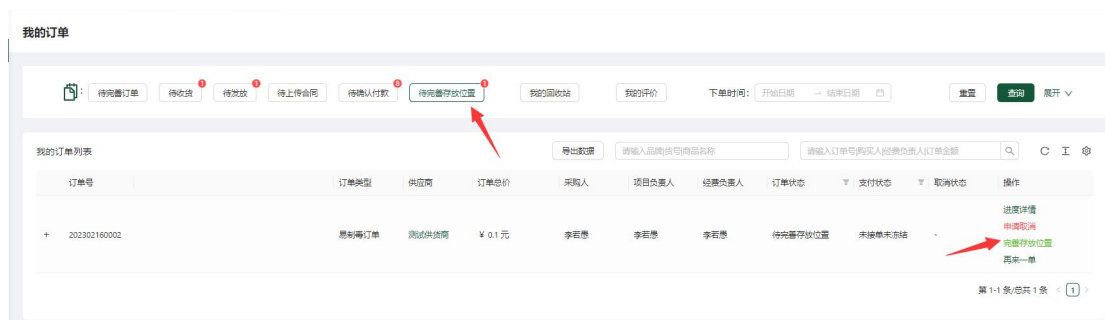 我的订单
: 待完善订单 待收货 1 待发放 1 待上传合同 待确认付款 8 待完善存放位置 1 我的回收站 我的评价 下单时间: 开始日期 → 结束日期 重置 查询 展开
我的订单列表 导出数据 请输入品牌|货号|商品名称 请输入订单号|购买人|经费负责人|订单金额
订单号 订单类型 供应商 订单总价 采购人 项目负责人 经费负责人 订单状态 支付状态 取消状态 操作
进度详情
申请取消
+ 202302160002 易制毒订单 测试供货商 ¥ 0.1 元 李若愚 李若愚 李若愚 待完善存放位置 未接单未冻结 -
完善存放位置
再来一单
第 1-1 条/总共 1 条 < 1 >